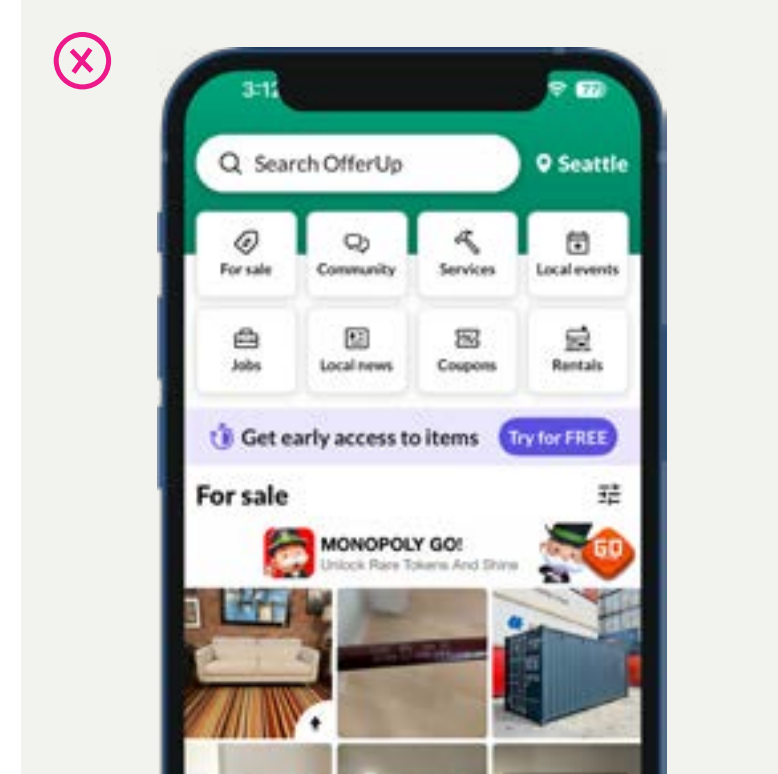 3:12
77
Search OfferUp
Seattle
For sale
Community
Services
Local events
Jobs
Local news
Coupons
Rentals
Get early access to items
Try for FREE
For sale
MONOPOLY GO!
Unlock Rare Tokens And Shine
GO